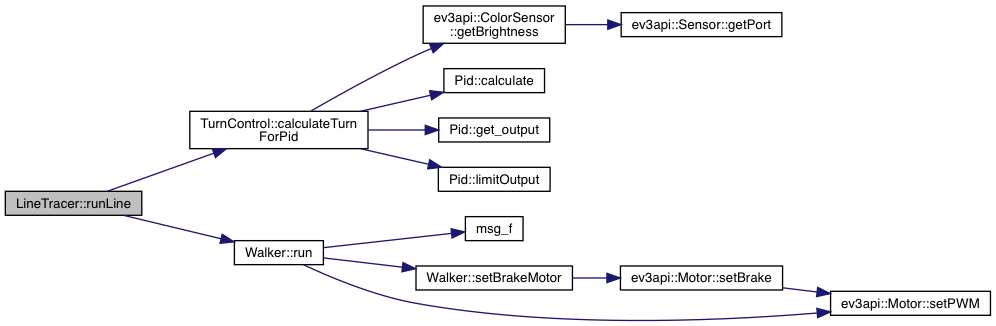 LineTracer::runLine
TurnControl::calculateTurn
ForPid
ev3api::ColorSensor
::getBrightness
ev3api::Sensor::getPort
Pid::calculate
Pid::get_output
Pid::limitOutput
Walker::run
msg_f
Walker::setBrakeMotor
ev3api::Motor::setBrake
ev3api::Motor::setPWM